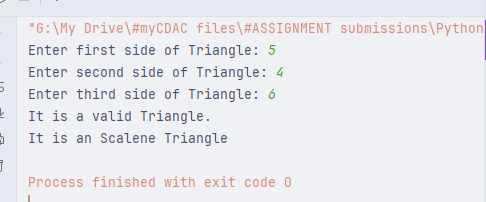 "G:\My Drive\#myCDAC files\#ASSIGNMENT submissions\Python
Enter first side of Triangle: 5
Enter second side of Triangle: 4
Enter third side of Triangle: 6
It is a valid Triangle.
It is an Scalene Triangle
Process finished with exit code 0